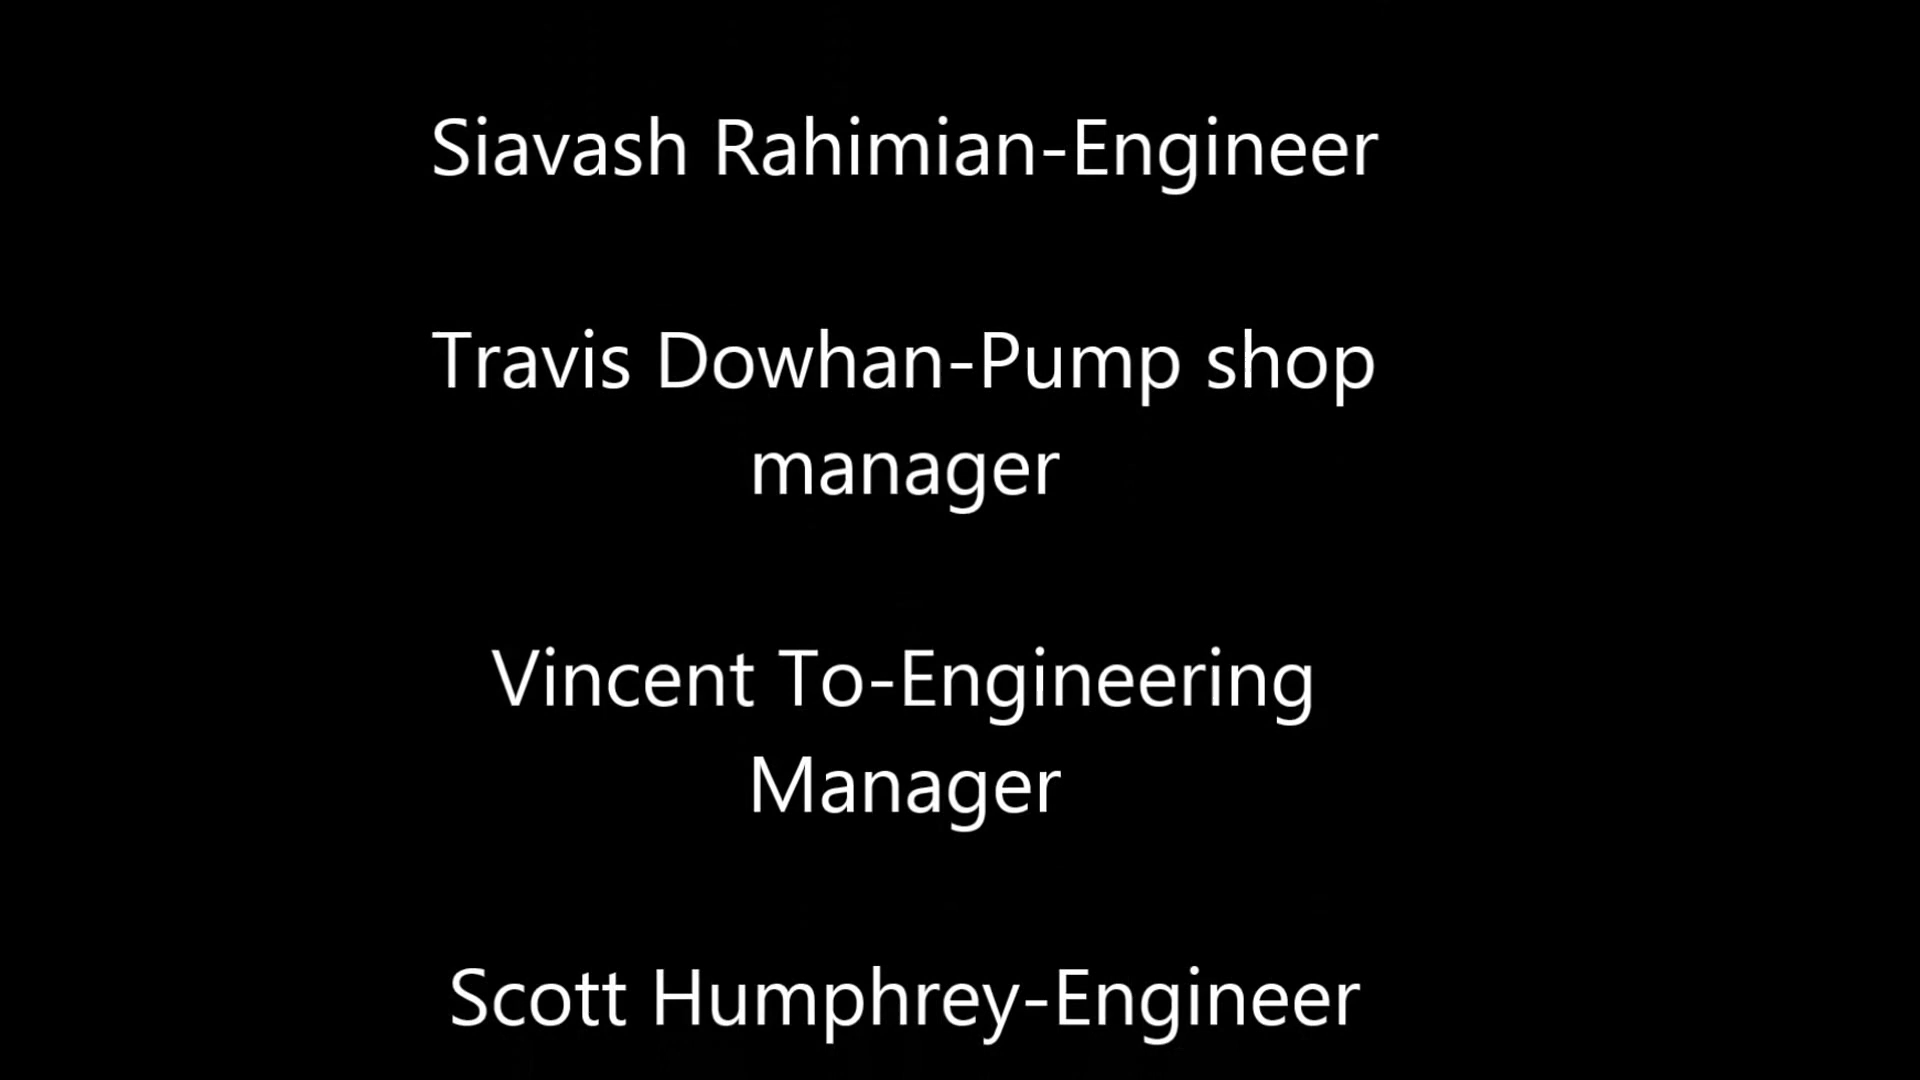 Siavash Rahimian-Engineer
Travis Dowhan-Pump shop
manager
Vincent To-Engineering
Manager
Scott Humphrey-Engineer